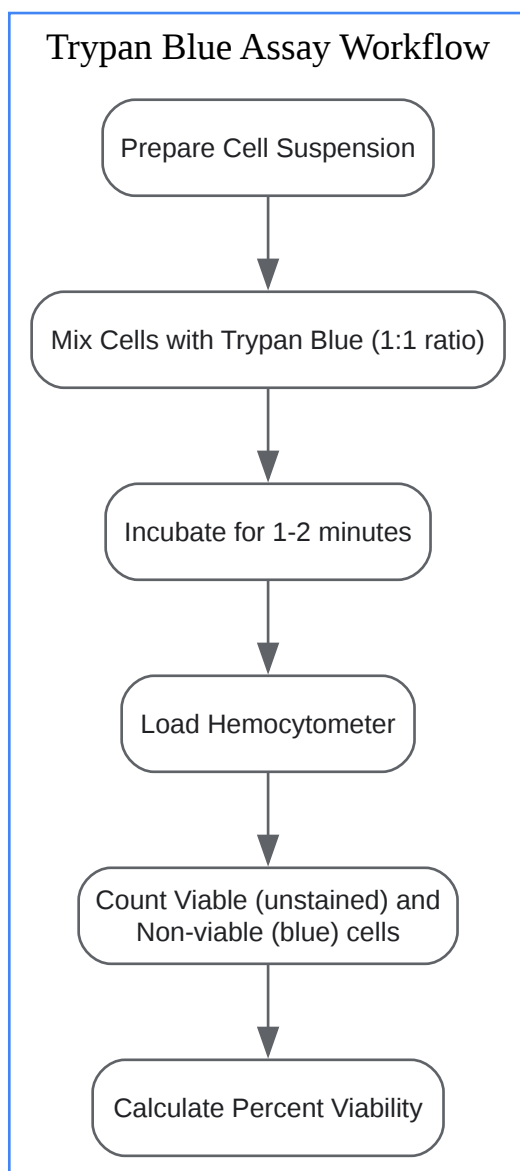 Trypan Blue Assay Workflow
Prepare Cell Suspension
Mix Cells with Trypan Blue (1:1 ratio)
Incubate for 1-2 minutes
Load Hemocytometer
Count Viable (unstained) and
Non-viable (blue) cells
Calculate Percent Viability